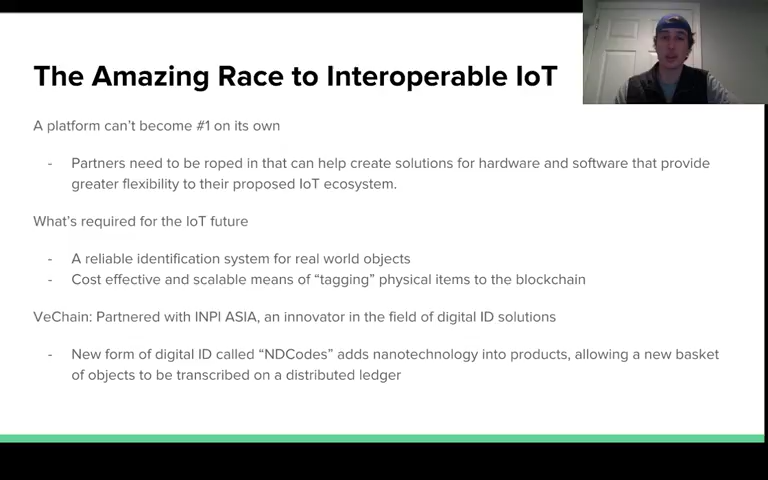 The Amazing Race to Interoperable IoT
A platform can't become #1 on its own
- Partners need to be roped in that can help create solutions for hardware and software that provide
greater flexibility to their proposed IoT ecosystem.
What's required for the IoT future
- A reliable identification system for real world objects
- Cost effective and scalable means of “tagging” physical items to the blockchain
VeChain: Partnered with INPI ASIA, an innovator in the field of digital ID solutions
- New form of digital ID called “NDCodes” adds nanotechnology into products, allowing a new basket
of objects to be transcribed on a distributed ledger